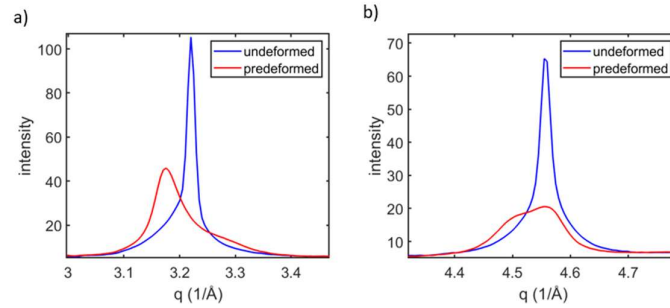 a)
undeformed
predeformed
100
80
60
40
20
intensity
3
3.1
3.2
3.3
3.4
q (1/Å)
b)
undeformed
predeformed
70
60
50
40
30
20
10
intensity
4.4
4.5
4.6
4.7
q (1/Å)